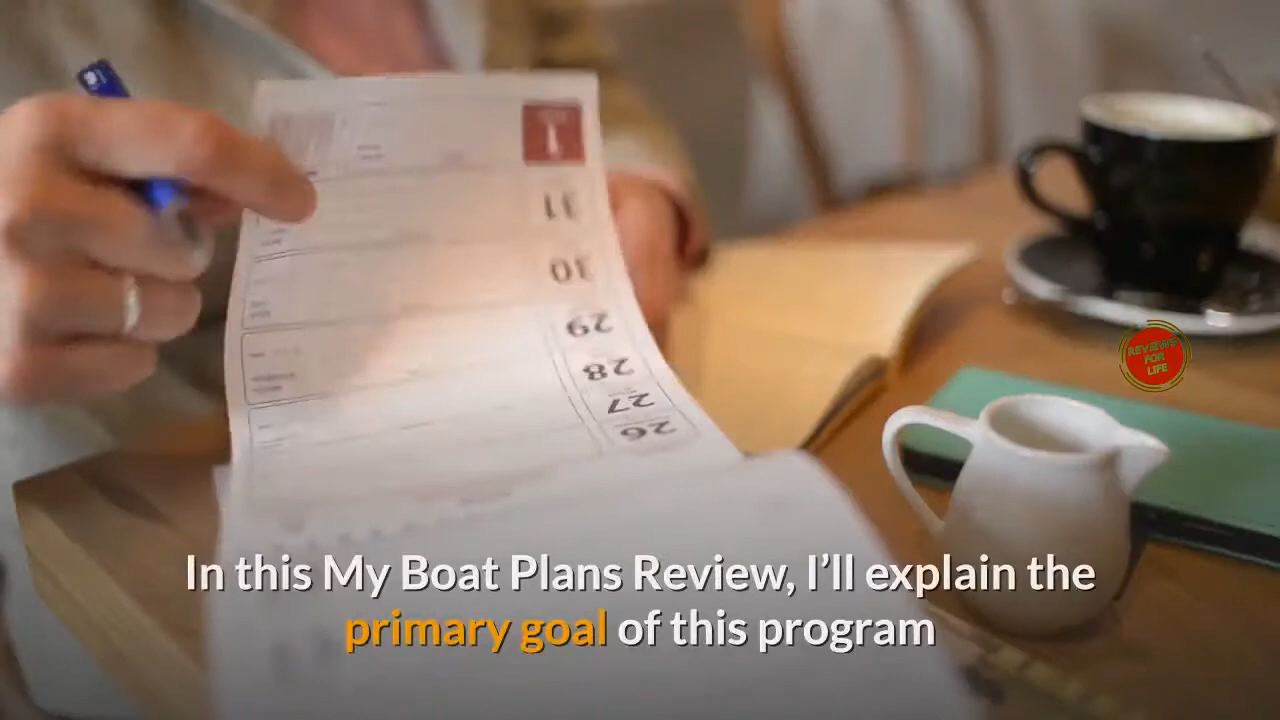 1
31
30
29
28
27
26
REVIEWS
FOR
LIFE
In this My Boat Plans Review, I’ll explain the
primary goal of this program